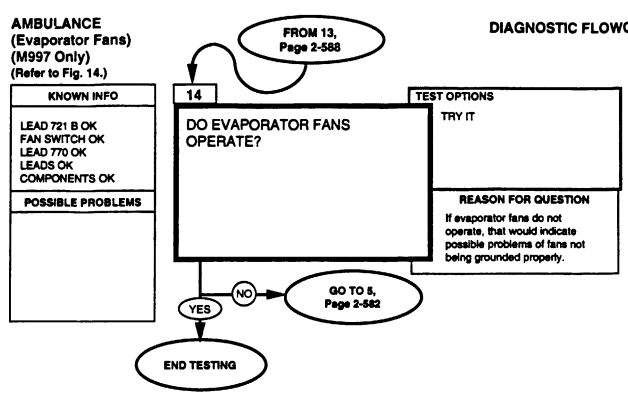 AMBULANCE
(Evaporator Fans)
(M997 Only)
(Refer to Fig. 14.)
FROM 13,
Page 2-588
DIAGNOSTIC FLOWC
KNOWN INFO
LEAD 721 B OK
FAN SWITCH OK
LEAD 770 OK
LEADS OK
COMPONENTS OK
POSSIBLE PROBLEMS
14
DO EVAPORATOR FANS
OPERATE?
TEST OPTIONS
TRY IT
REASON FOR QUESTION
If evaporator fans do not
operate, that would indicate
possible problems of fans not
being grounded properly.
NO
GO TO 5,
Page 2-582
YES
END TESTING